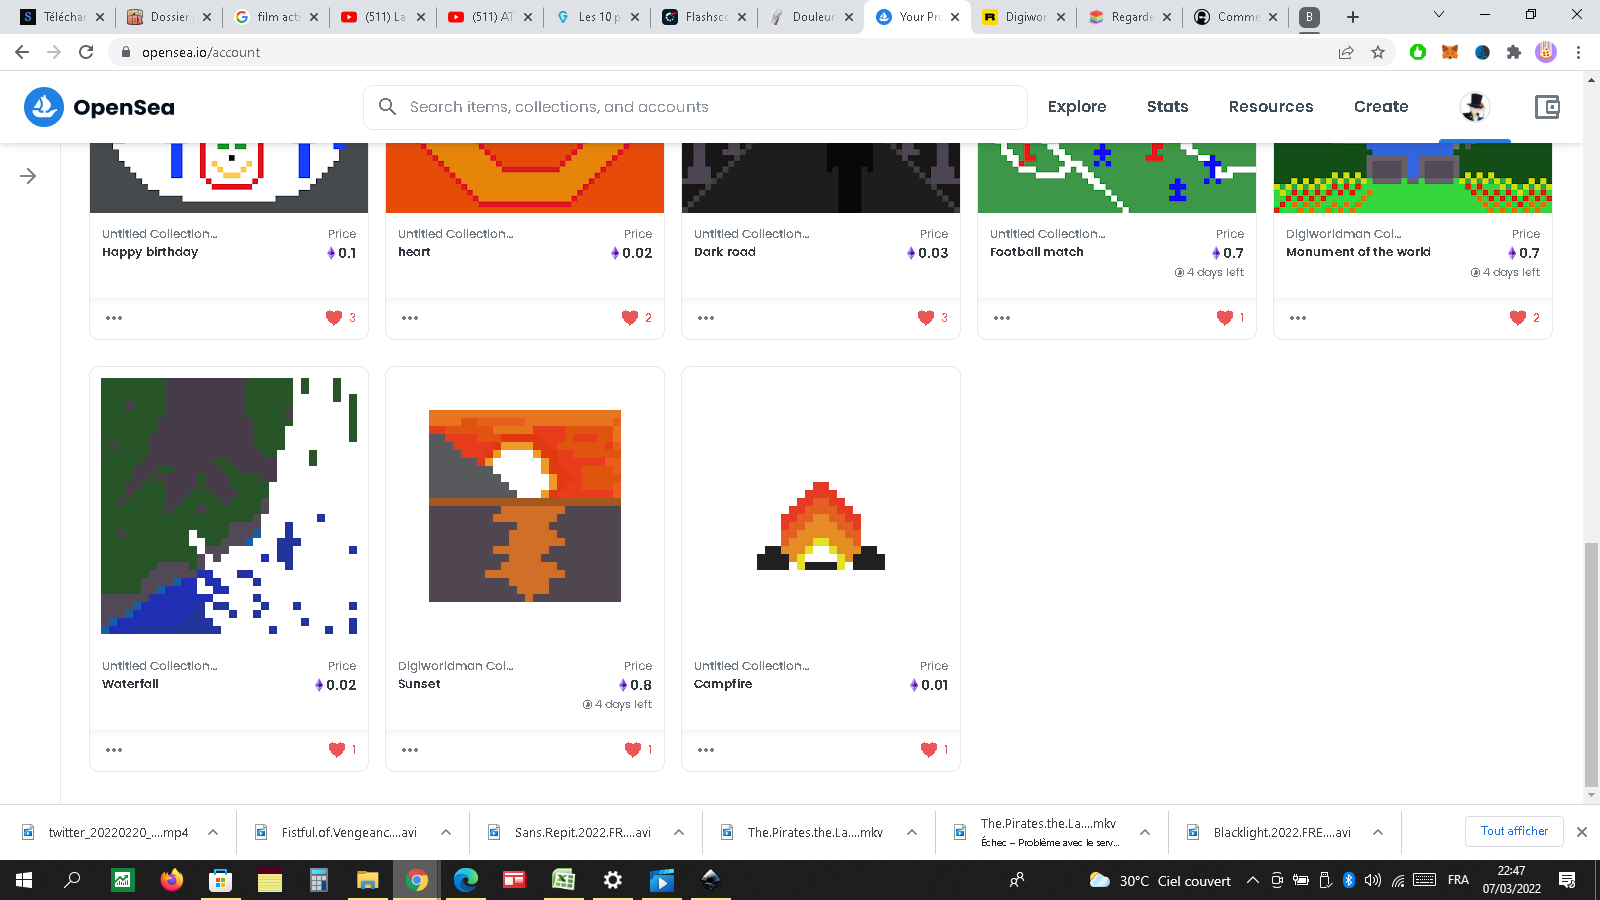 Téléchar
Dossier
film acti
(511) La
(511) AT
Les 10 p
Flashsco
Douleur
Your Pro
Digiwor
Regarde
Comme
B
opensea.io/account
OpenSea
Search items, collections, and accounts
Explore
Stats
Resources
Create
Untitled Collection...
Price
Happy birthday
0.1
3
Untitled Collection...
Price
heart
0.02
2
Untitled Collection...
Price
Dark road
0.03
3
Untitled Collection...
Price
Football match
0.7
4 days left
1
Digiworldman Col...
Price
Monument of the world
0.7
4 days left
2
Untitled Collection...
Price
Waterfall
0.02
1
Digiworldman Col...
Price
Sunset
0.8
4 days left
1
Untitled Collection...
Price
Campfire
0.01
1
twitter_20220220_....mp4
Fistful.of.Vengeanc....avi
Sans.Repit.2022.FR....avi
The.Pirates.the.La....mkv
The.Pirates.the.La....mkv
Échec – Problème avec le serv...
Blacklight.2022.FRE....avi
Tout afficher
30°C Ciel couvert
FRA
22:47
07/03/2022